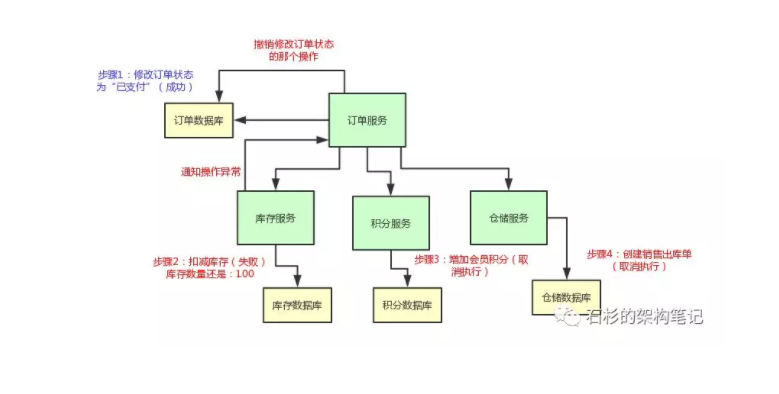 撤销修改订单状态
的那个操作
步骤1：修改订单状态
为“已支付”（成功）
订单数据库
订单服务
通知操作异常
库存服务
积分服务
仓储服务
步骤2：扣减库存（失败）
库存数量还是：100
步骤3：增加会员积分（取
消执行）
步骤4：创建销售出库单
（取消执行）
库存数据库
积分数据库
仓储数据库
石杉的架构笔记